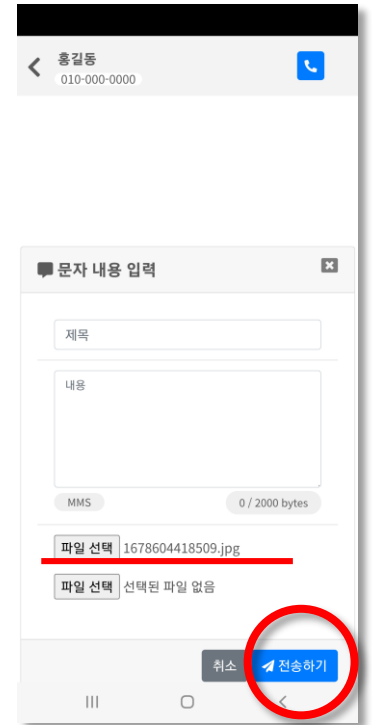 홍길동
010-000-0000
문자 내용 입력
제목
내용
MMS
0 / 2000 bytes
파일 선택 1678604418509.jpg
파일 선택 선택된 파일 없음
취소 전송하기